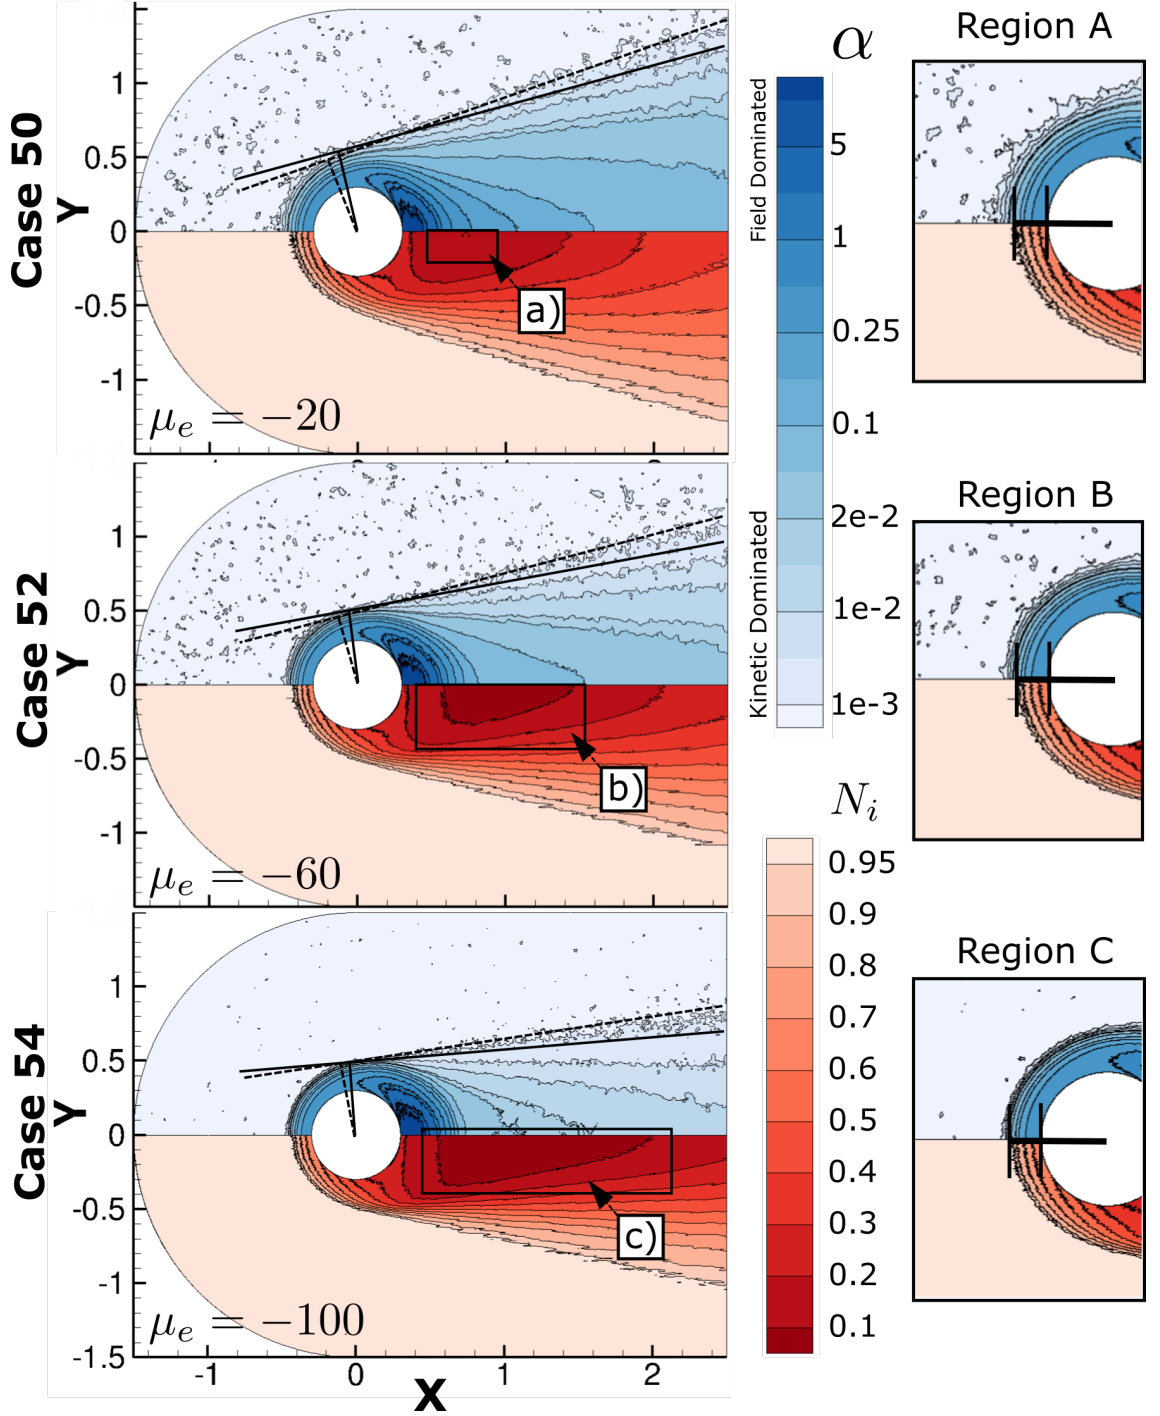 Case 50
Y
1
0.5
0
-0.5
-1
a)
μe = −20
Case 52
Y
1
0.5
0
-0.5
-1
b)
μe = −60
Case 54
Y
1
0.5
0
-0.5
-1
-1.5
c)
μe = −100
-1
0
1
2
X
α
Field Dominated
Kinetic Dominated
5
1
0.25
0.1
2e-2
1e-2
1e-3
Ni
0.95
0.9
0.8
0.7
0.6
0.5
0.4
0.3
0.2
0.1
Region A
Region B
Region C